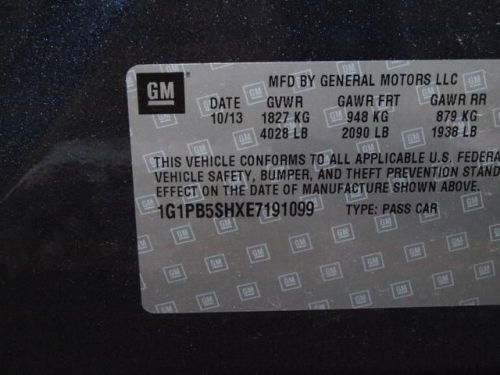 GM MFD BY GENERAL MOTORS LLC
DATE GVWR GAWR FRT GAWR RR
10/13 1827 KG 948 KG 879 KG
4028 LB 2090 LB 1938 LB
THIS VEHICLE CONFORMS TO ALL APPLICABLE U.S. FEDERA
VEHICLE SAFETY, BUMPER, AND THEFT PREVENTION STAND
EFFECT ON THE DATE OF MANUFACTURE SHOWN ABOVE.
1G1PB5SHXE7191099 TYPE: PASS CAR